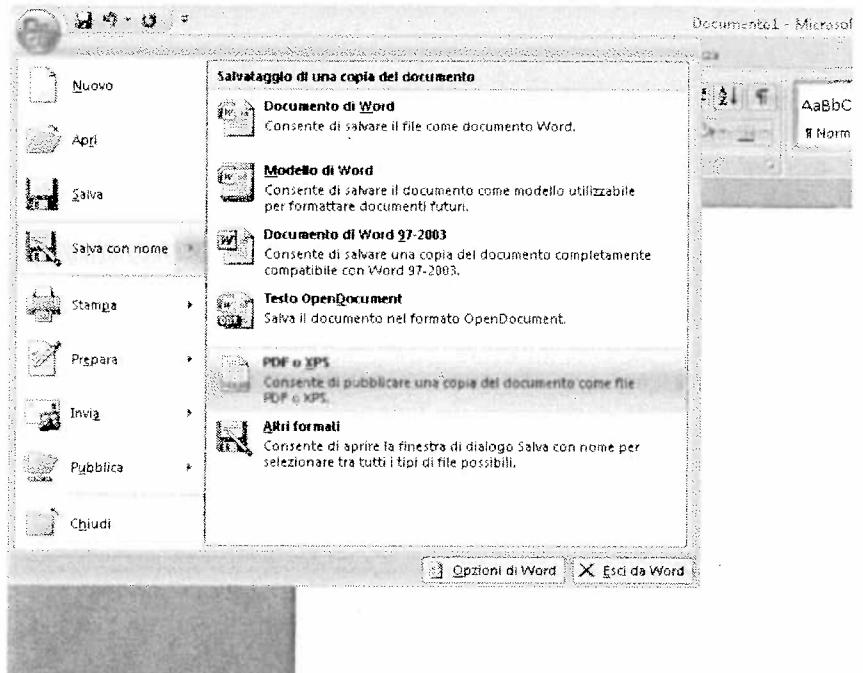 Documento1 - Microsof
Nuovo
Apri
Salva
Salva con nome
Stampa
Prepara
Invia
Pubblica
Chiudi
Salvataggio di una copia del documento
Documento di Word
Consente di salvare il file come documento Word.
Modello di Word
Consente di salvare il documento come modello utilizzabile
per formattare documenti futuri.
Documento di Word 97-2003
Consente di salvare una copia del documento completamente
compatibile con Word 97-2003.
Testo OpenDocument
Salva il documento nel formato OpenDocument.
PDF o XPS
Consente di pubblicare una copia del documento come file
PDF o XPS.
Altri formati
Consente di aprire la finestra di dialogo Salva con nome per
selezionare tra tutti i tipi di file possibili.
AaBbC
¶ Norm
Opzioni di Word
Esci da Word